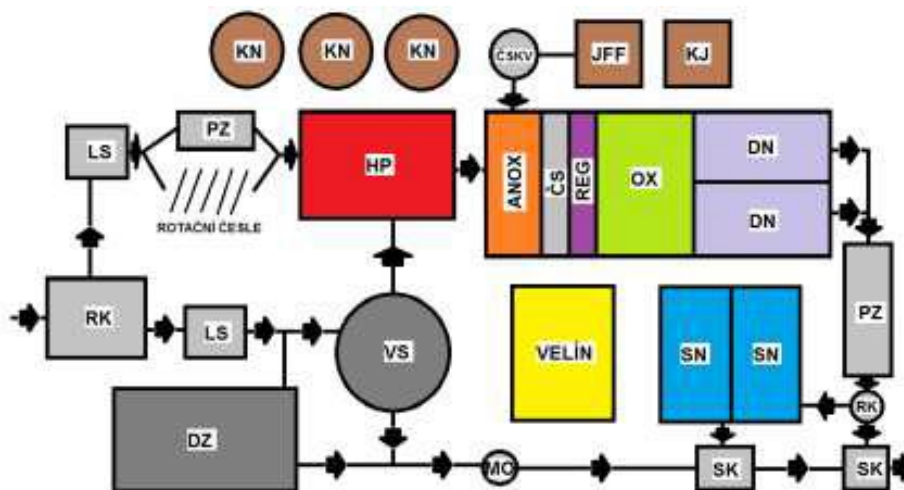 KN KN KN ČSKV JFF KJ
LS PZ HP ANOX ČS REG OX DN
DN
ROTAČNÍ ČESLE
RK LS VS VELÍN SN SN PZ
RK
DZ MO SK SK